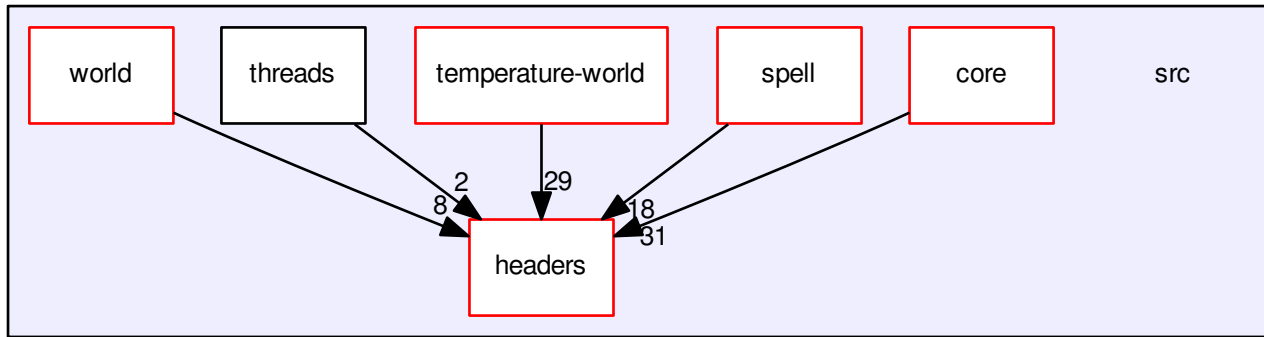 world
threads
temperature-world
spell
core
src
2
29
8
18
31
headers